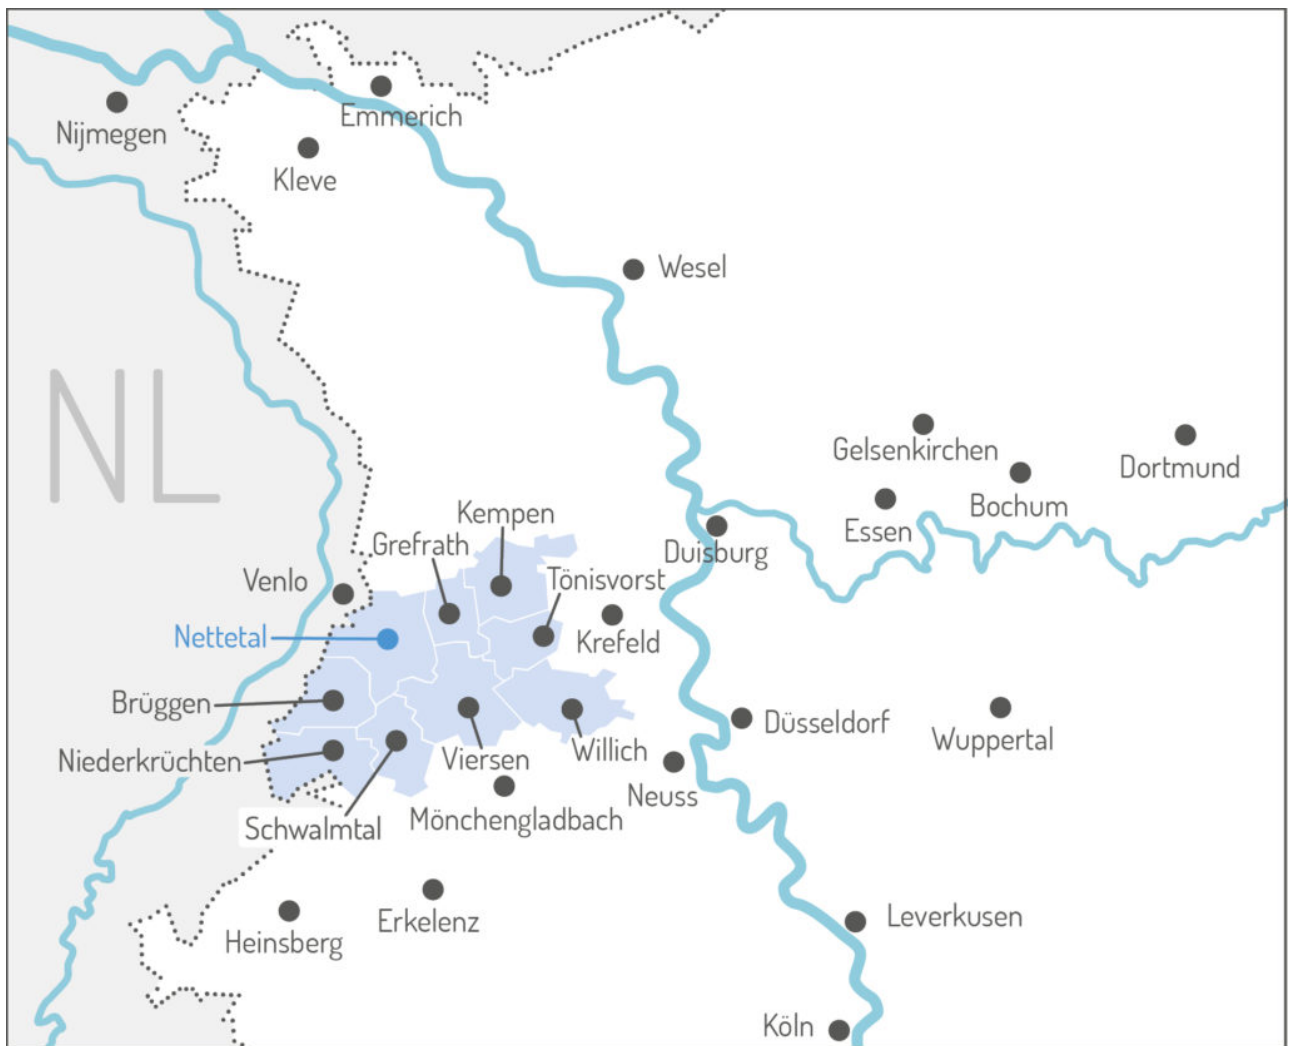 Emmerich
Nijmegen
Kleve
Wesel
NL
Gelsenkirchen
Dortmund
Bochum
Kempen
Essen
Grefrath
Duisburg
Venlo
Tönisvorst
Nettetal
Krefeld
Brüggen
Düsseldorf
Wuppertal
Niederkrüchten
Viersen
Willich
Neuss
Schwalmtal
Mönchengladbach
Leverkusen
Erkelenz
Heinsberg
Köln